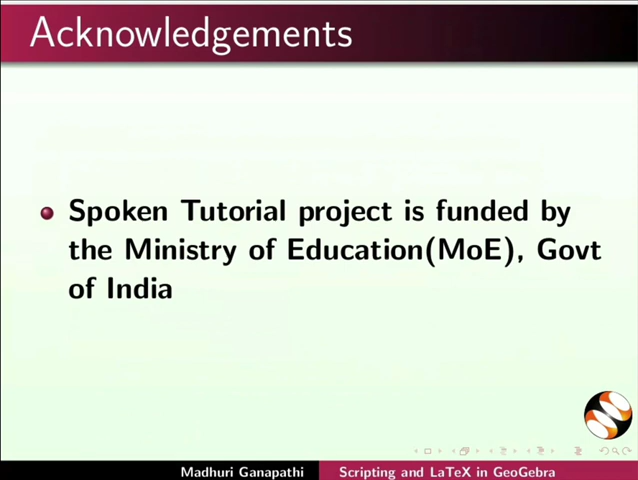 Acknowledgements
Spoken Tutorial project is funded by
the Ministry of Education(MoE), Govt
of India
Madhuri Ganapathi
Scripting and LaTeX in GeoGebra